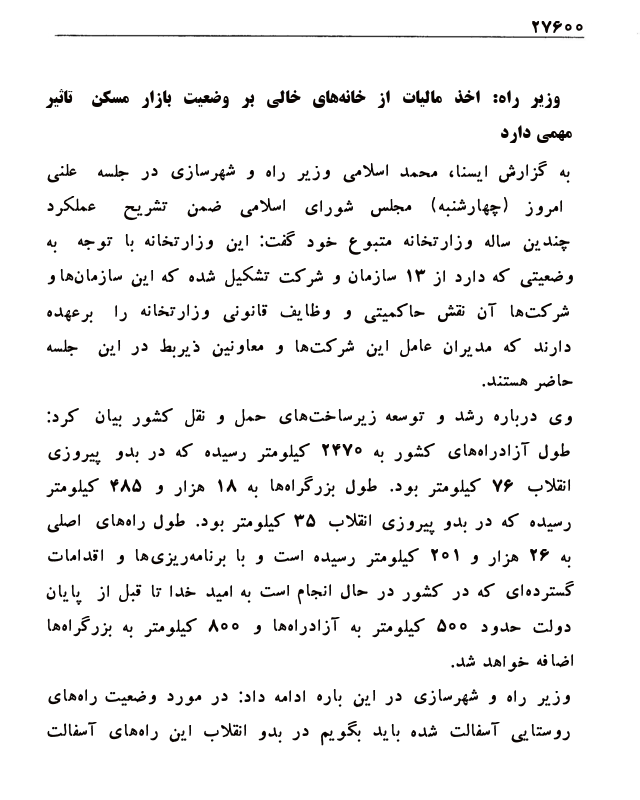 ۲۷۶۰۰
وزیر راه: اخذ مالیات از خانه‌های خالی بر وضعیت بازار مسکن تاثیر
مهمی دارد
به گزارش ایسنا، محمد اسلامی وزیر راه و شهرسازی در جلسه علنی
امروز (چهارشنبه) مجلس شورای اسلامی ضمن تشریح عملکرد
چندین ساله وزارتخانه متبوع خود گفت: این وزارتخانه با توجه به
وضعیتی که دارد از ۱۳ سازمان و شرکت تشکیل شده که این سازمان‌ها و
شرکت‌ها آن نقش حاکمیتی و وظایف قانونی وزارتخانه را برعهده
دارند که مدیران عامل این شرکت‌ها و معاونین ذیربط در این جلسه
حاضر هستند.
وی درباره رشد و توسعه زیرساخت‌های حمل و نقل کشور بیان کرد:
طول آزادراه‌های کشور به ۲۴۷۰ کیلومتر رسیده که در بدو پیروزی
انقلاب ۷۶ کیلومتر بود. طول بزرگراه‌ها به ۱۸ هزار و ۴۸۵ کیلومتر
رسیده که در بدو پیروزی انقلاب ۳۵ کیلومتر بود. طول راه‌های اصلی
به ۲۶ هزار و ۲۰۱ کیلومتر رسیده است و با برنامه‌ریزی‌ها و اقدامات
گسترده‌ای که در کشور در حال انجام است به امید خدا تا قبل از پایان
دولت حدود ۵۰۰ کیلومتر به آزادراه‌ها و ۸۰۰ کیلومتر به بزرگراه‌ها
اضافه خواهد شد.
وزیر راه و شهرسازی در این باره ادامه داد: در مورد وضعیت راه‌های
روستایی آسفالت شده باید بگویم در بدو انقلاب این راه‌های آسفالت